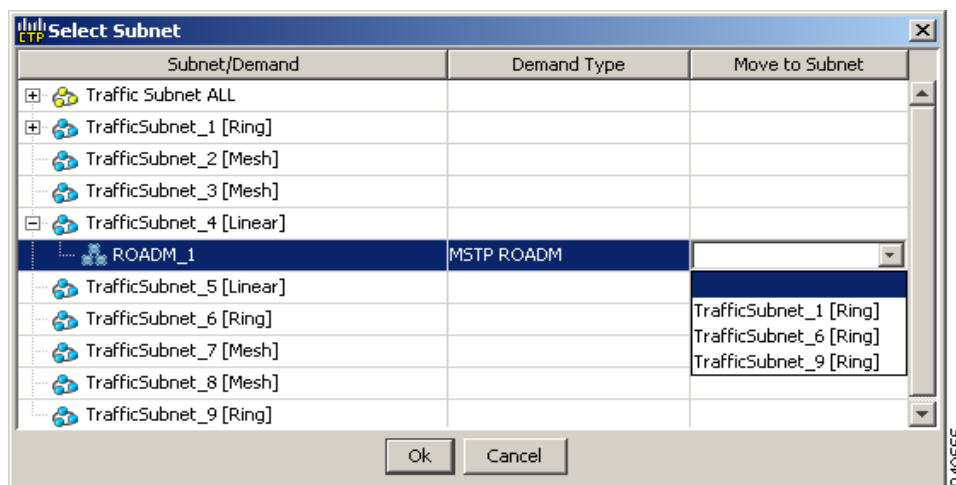 CTP Select Subnet
Subnet/Demand Demand Type Move to Subnet
Traffic Subnet ALL
TrafficSubnet_1 [Ring]
TrafficSubnet_2 [Mesh]
TrafficSubnet_3 [Mesh]
TrafficSubnet_4 [Linear]
ROADM_1 MSTP ROADM
TrafficSubnet_5 [Linear]
TrafficSubnet_1 [Ring]
TrafficSubnet_6 [Ring]
TrafficSubnet_6 [Ring]
TrafficSubnet_7 [Mesh]
TrafficSubnet_9 [Ring]
TrafficSubnet_8 [Mesh]
TrafficSubnet_9 [Ring]
Ok Cancel